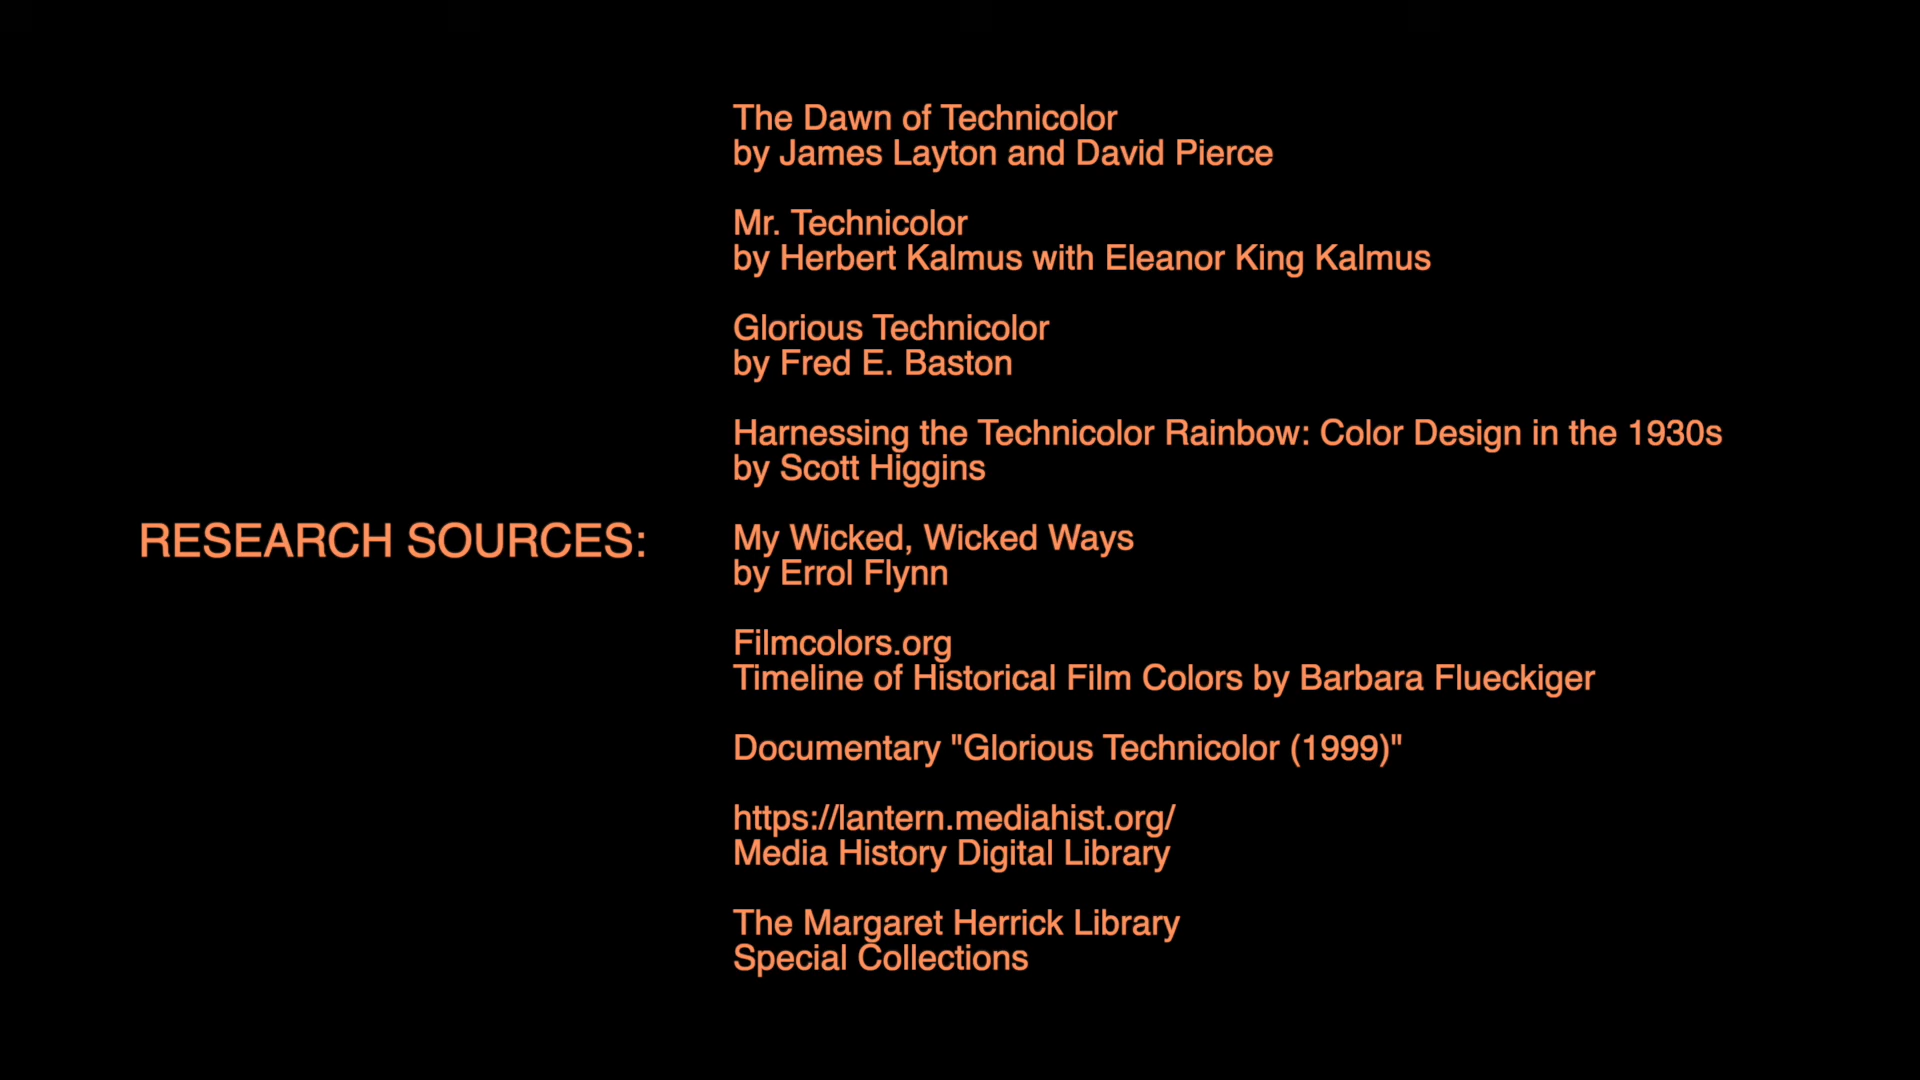 RESEARCH SOURCES:
The Dawn of Technicolor
by James Layton and David Pierce
Mr. Technicolor
by Herbert Kalmus with Eleanor King Kalmus
Glorious Technicolor
by Fred E. Baston
Harnessing the Technicolor Rainbow: Color Design in the 1930s
by Scott Higgins
My Wicked, Wicked Ways
by Errol Flynn
Filmcolors.org
Timeline of Historical Film Colors by Barbara Flueckiger
Documentary "Glorious Technicolor (1999)"
https://lantern.mediahist.org/
Media History Digital Library
The Margaret Herrick Library
Special Collections